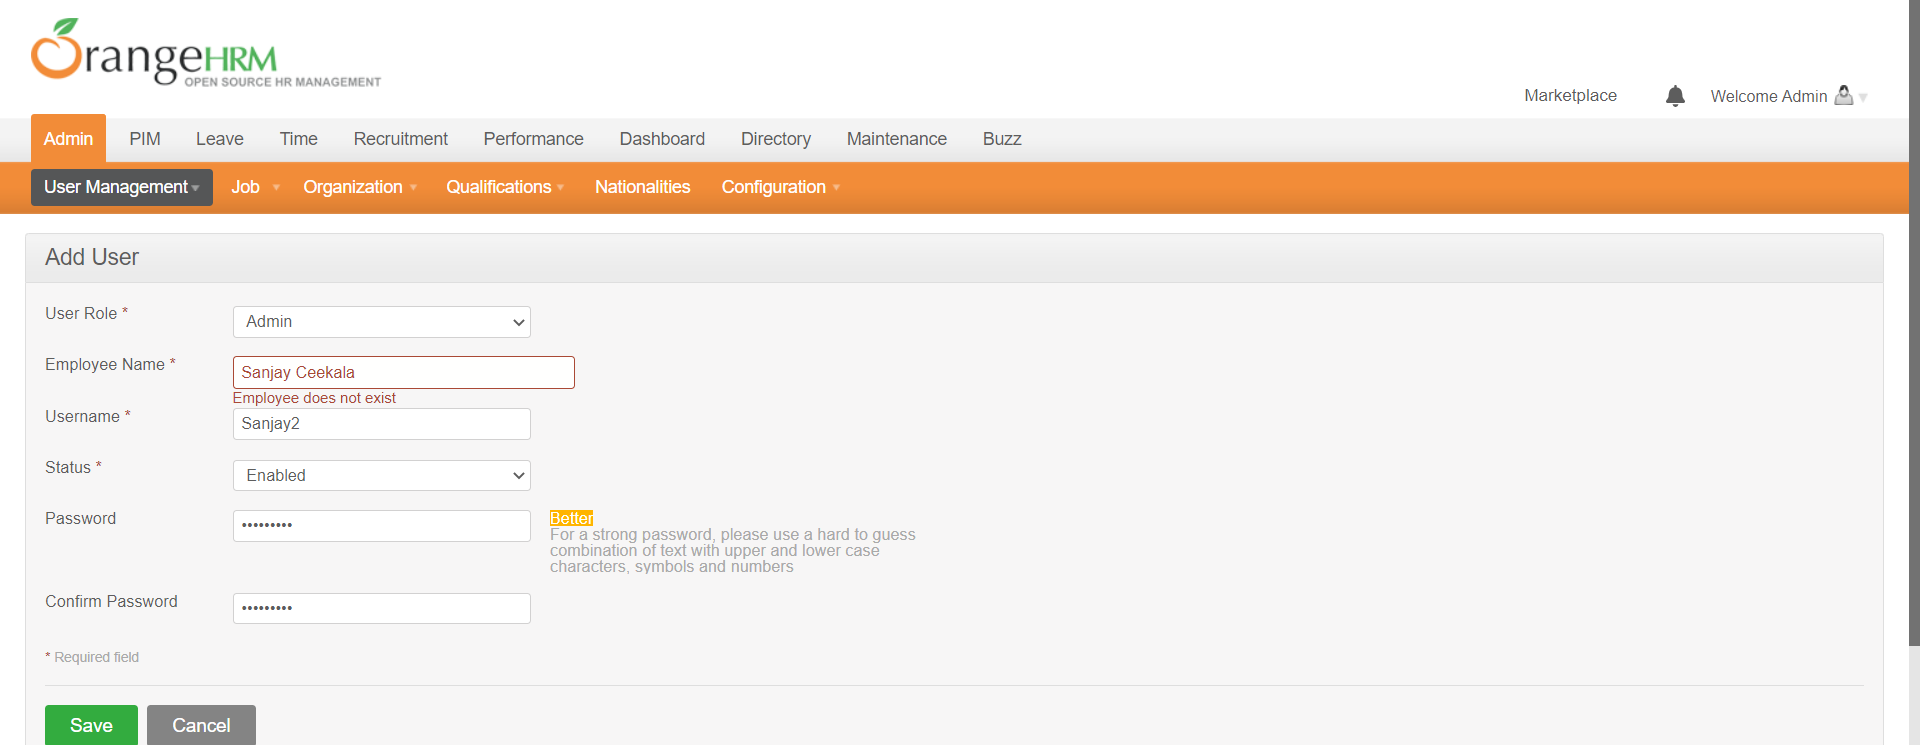 OrangeHRM
OPEN SOURCE HR MANAGEMENT
Marketplace
Welcome Admin
Admin PIM Leave Time Recruitment Performance Dashboard Directory Maintenance Buzz
User Management Job Organization Qualifications Nationalities Configuration
Add User
User Role * Admin
Employee Name * Sanjay Ceekala
Employee does not exist
Username * Sanjay2
Status * Enabled
Password •••••••••
Better
For a strong password, please use a hard to guess
combination of text with upper and lower case
characters, symbols and numbers
Confirm Password •••••••••
* Required field
Save Cancel